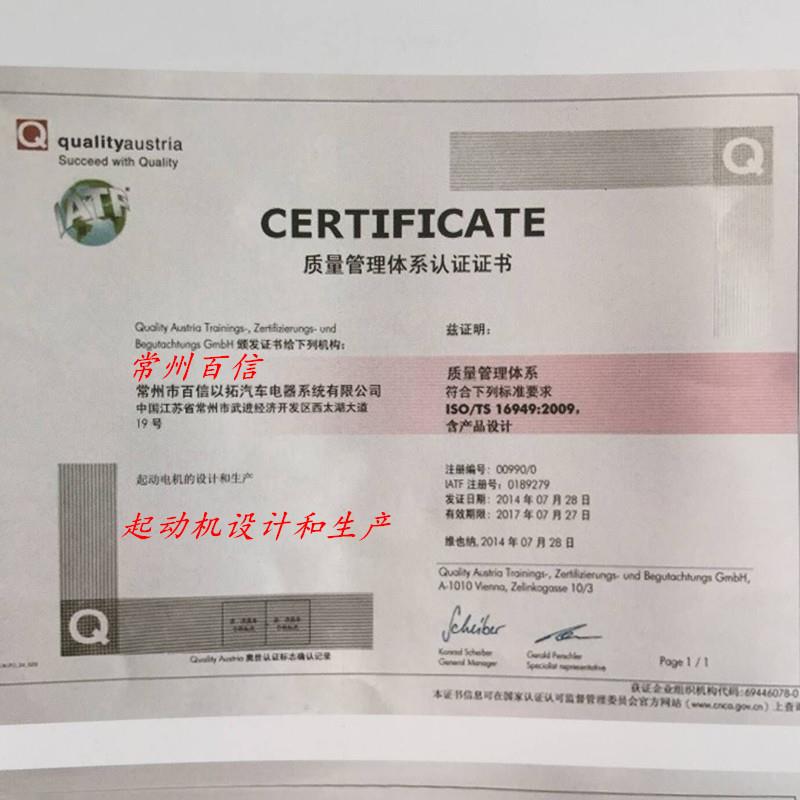 qualityaustria
Succeed with Quality
IATF
CERTIFICATE
质量管理体系认证证书
Quality Austria Trainings-, Zertifizierungs- und
Begutachtungs GmbH 颁发证书给下列机构:
常州百信
常州市百信以拓汽车电器系统有限公司
中国江苏省常州市武进经济开发区西太湖大道
19 号
起动电机的设计和生产
起动机设计和生产
兹证明:
质量管理体系
符合下列标准要求
ISO/TS 16949:2009,
含产品设计
注册编号: 00990/0
IATF 注册号: 0189279
发证日期: 2014 年 07 月 28 日
有效期限: 2017 年 07 月 27 日
维也纳, 2014 年 07 月 28 日
Quality Austria Trainings-, Zertifizierungs- und Begutachtungs GmbH,
A-1010 Vienna, Zelinkagasse 10/3
Scheiber
Konrad Scheiber
General Manager
Gerald Perschler
Specialist representative
Page 1 / 1
Quality Austria 奥世认证标志确认记录
获证企业组织机构代码: 69446078-0
本证书信息可在国家认证认可监督管理委员会官方网站 (www.cnca.gov.cn) 上查询